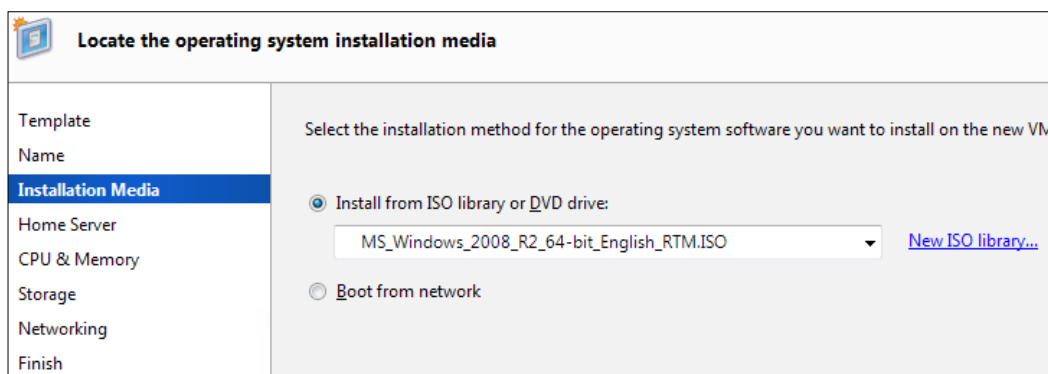 Locate the operating system installation media
Template
Name
Installation Media
Home Server
CPU & Memory
Storage
Networking
Finish
Select the installation method for the operating system software you want to install on the new VM
Install from ISO library or DVD drive:
MS_Windows_2008_R2_64-bit_English_RTM.ISO
New ISO library...
Boot from network